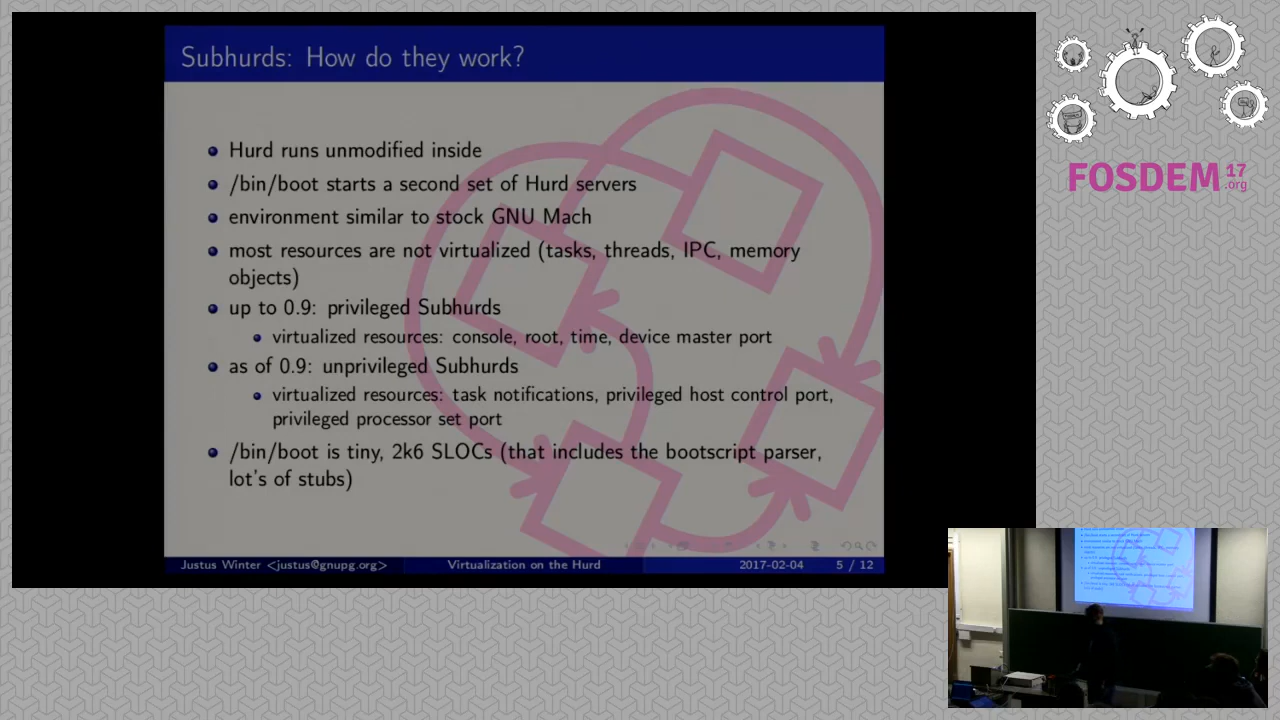 Subhurds: How do they work?
Hurd runs unmodified inside
/bin/boot starts a second set of Hurd servers
environment similar to stock GNU Mach
most resources are not virtualized (tasks, threads, IPC, memory
objects)
up to 0.9: privileged Subhurds
virtualized resources: console, root, time, device master port
as of 0.9: unprivileged Subhurds
virtualized resources: task notifications, privileged host control port,
privileged processor set port
/bin/boot is tiny, 2k6 SLOCs (that includes the bootscript parser,
lot's of stubs)
Justus Winter <justus@gnupg.org> Virtualization on the Hurd 2017-02-04 5 / 12
FOSDEM 17
.org